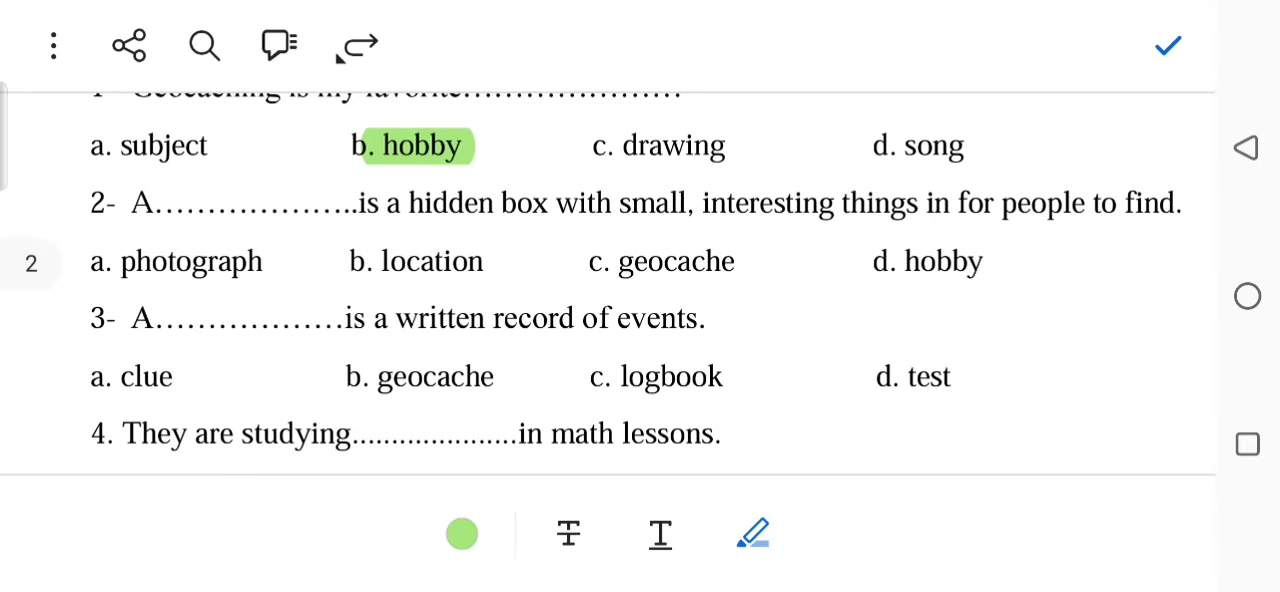 a. subject b. hobby c. drawing d. song
2- A…………………..is a hidden box with small, interesting things in for people to find.
2 a. photograph b. location c. geocache d. hobby
3- A……………….is a written record of events.
a. clue b. geocache c. logbook d. test
4. They are studying.....................in math lessons.